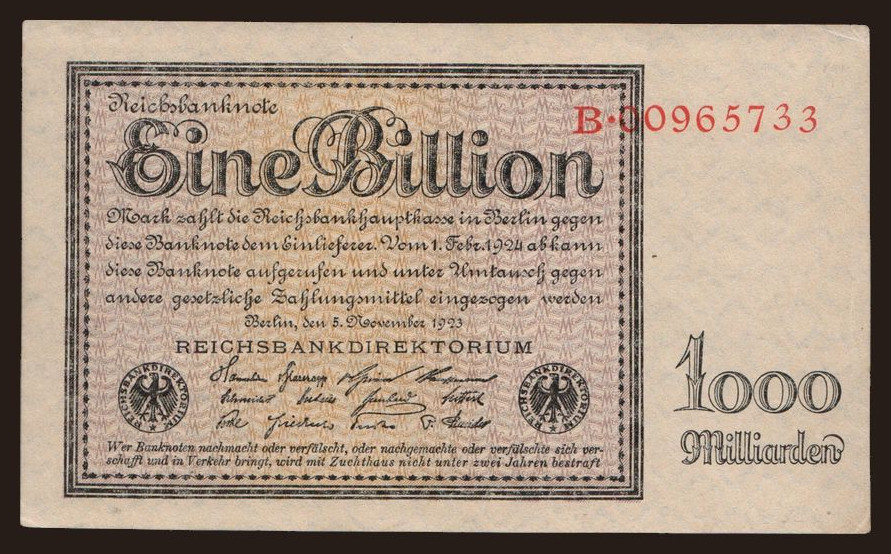 Reichsbanknote
B·00965733
Eine Billion
Mark zahlt die Reichsbankhauptkasse in Berlin gegen
diese Banknote dem Einlieferer. Vom 1. Febr. 1924 ab kann
diese Banknote aufgerufen und unter Umtausch gegen
andere gesetzliche Zahlungsmittel eingezogen werden
Berlin, den 5. November 1923
REICHSBANKDIREKTORIUM
REICHSBANKDIREKTORIUM
REICHSBANKDIREKTORIUM
Wer Banknoten nachmacht oder verfälscht, oder nachgemachte oder verfälschte sich ver-
schafft und in Verkehr bringt, wird mit Zuchthaus nicht unter zwei Jahren bestraft
1000
Milliarden